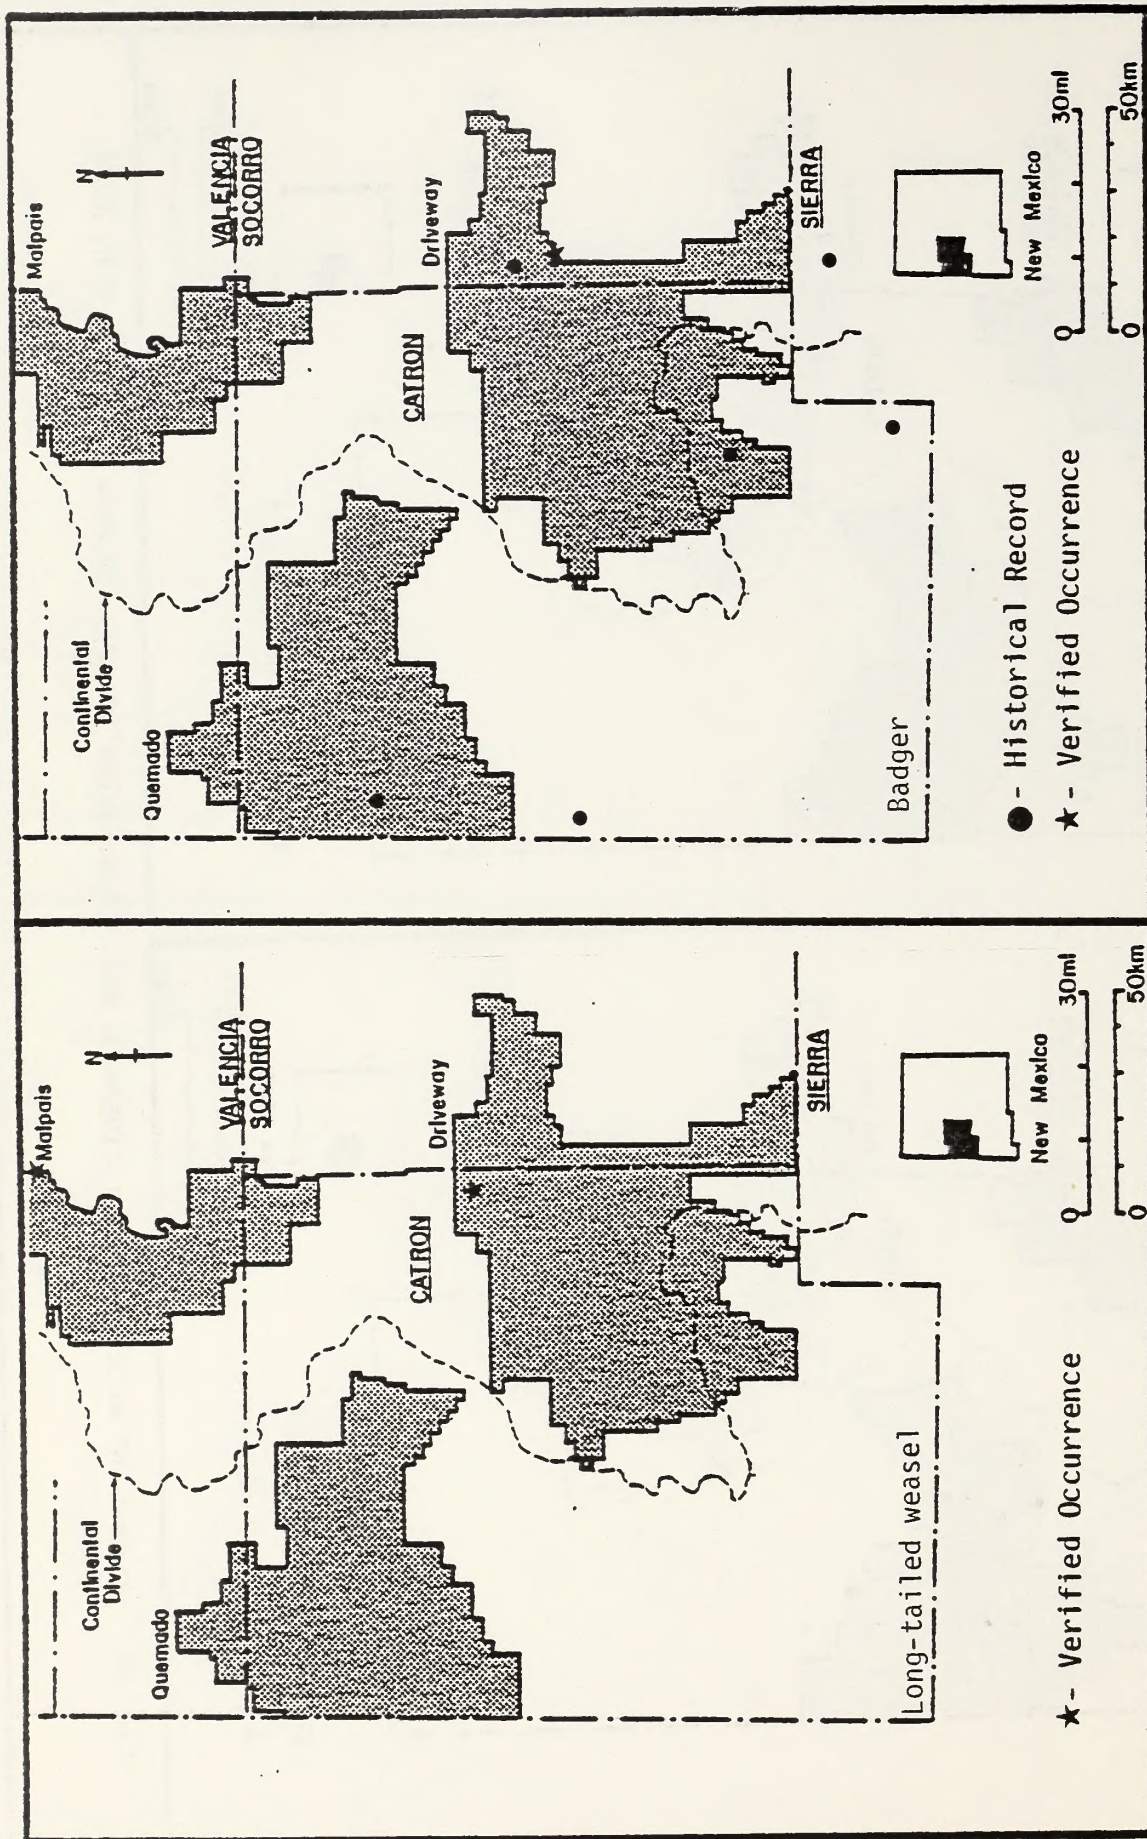 Malpais
N
VALENCIA
SOCORRO
Continental
Divide
Quemado
Driveway
CATRON
SIERRA
Badger
● - Historical Record
★ - Verified Occurrence
New Mexico
0 30mi
0 50km
Malpais
N
VALENCIA
SOCORRO
Continental
Divide
Quemado
Driveway
CATRON
SIERRA
Long-tailed weasel
★ - Verified Occurrence
New Mexico
0 30mi
0 50km